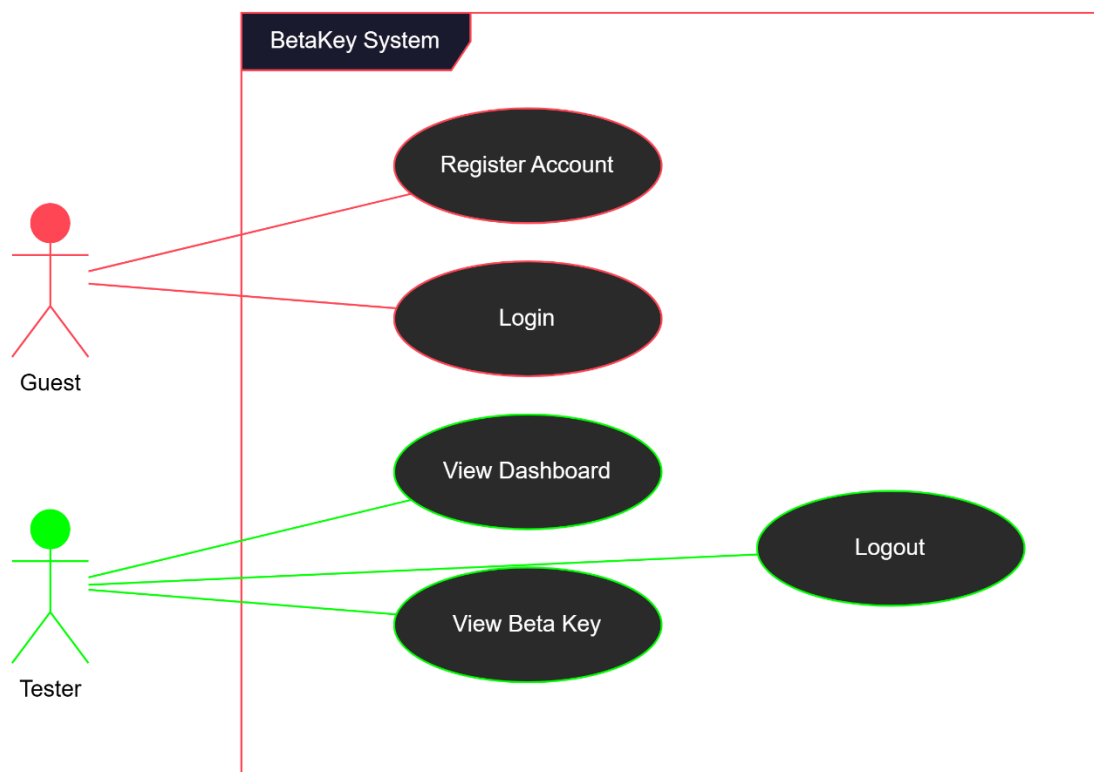 BetaKey System
Register Account
Login
Guest
View Dashboard
Logout
View Beta Key
Tester